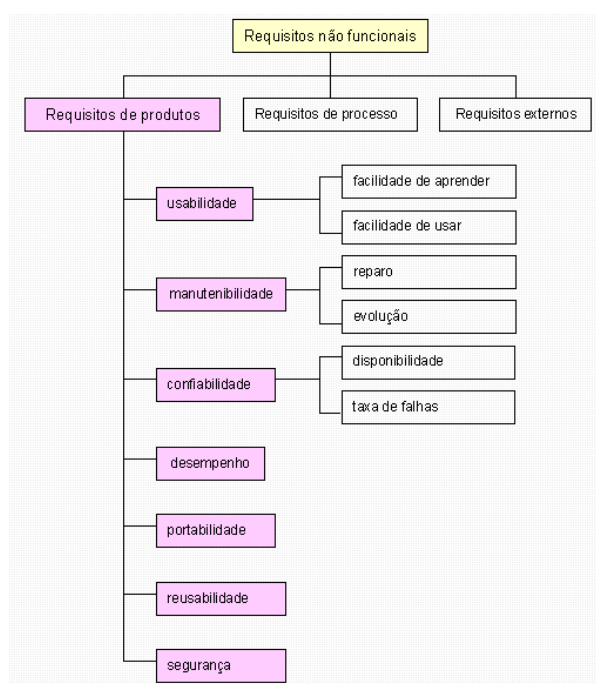 Requisitos não funcionais
Requisitos de produtos
Requisitos de processo
Requisitos externos
usabilidade
facilidade de aprender
facilidade de usar
manutenibilidade
reparo
evolução
confiabilidade
disponibilidade
taxa de falhas
desempenho
portabilidade
reusabilidade
segurança